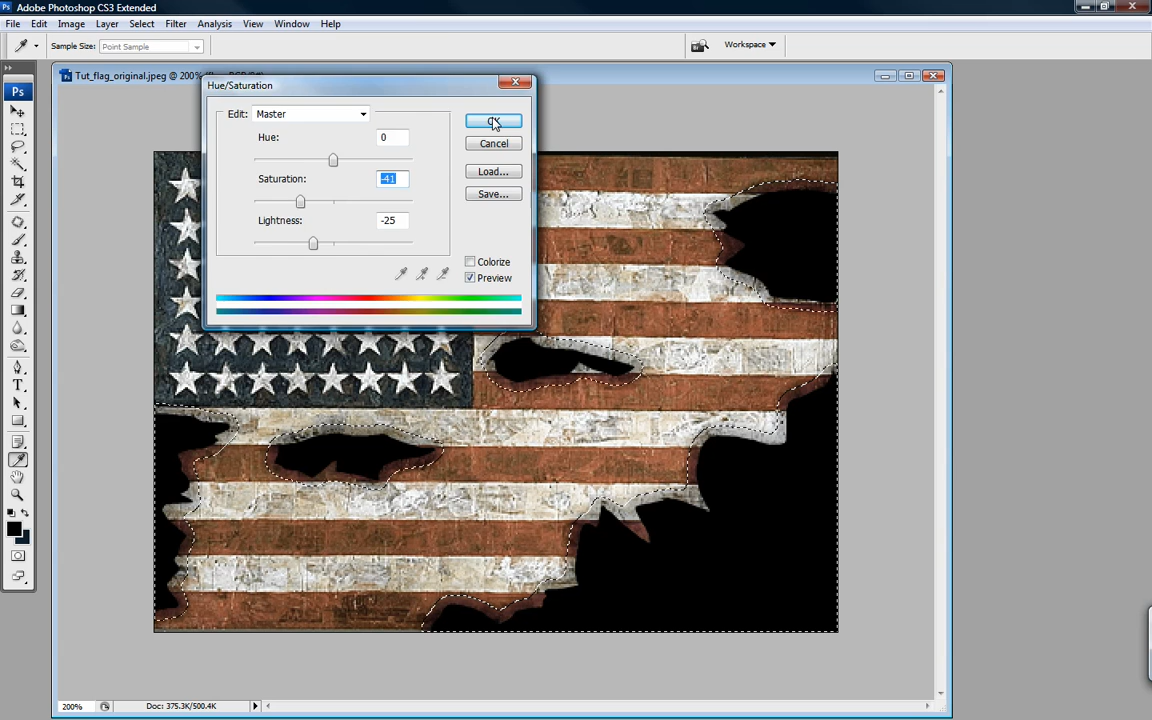 Ps Adobe Photoshop CS3 Extended
File Edit Image Layer Select Filter Analysis View Window Help
Sample Size: Point Sample Workspace
Tut_flag_original.jpeg @ 200%
Hue/Saturation
Ps
Edit: Master
Hue: 0
Cancel
Load...
Saturation: -41
Save...
Lightness: -25
Colorize
Preview
T
200% Doc: 375.3K/500.4K